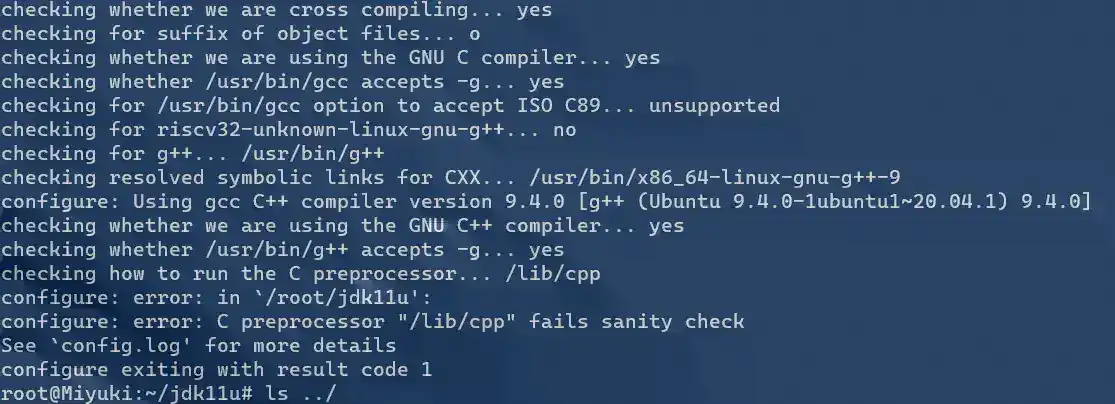 checking whether we are cross compiling... yes
checking for suffix of object files... o
checking whether we are using the GNU C compiler... yes
checking whether /usr/bin/gcc accepts -g... yes
checking for /usr/bin/gcc option to accept ISO C89... unsupported
checking for riscv32-unknown-linux-gnu-g++... no
checking for g++... /usr/bin/g++
checking resolved symbolic links for CXX... /usr/bin/x86_64-linux-gnu-g++-9
configure: Using gcc C++ compiler version 9.4.0 [g++ (Ubuntu 9.4.0-1ubuntu1~20.04.1) 9.4.0]
checking whether we are using the GNU C++ compiler... yes
checking whether /usr/bin/g++ accepts -g... yes
checking how to run the C preprocessor... /lib/cpp
configure: error: in `/root/jdk11u':
configure: error: C preprocessor "/lib/cpp" fails sanity check
See `config.log' for more details
configure exiting with result code 1
root@Miyuki:~/jdk11u# ls ../